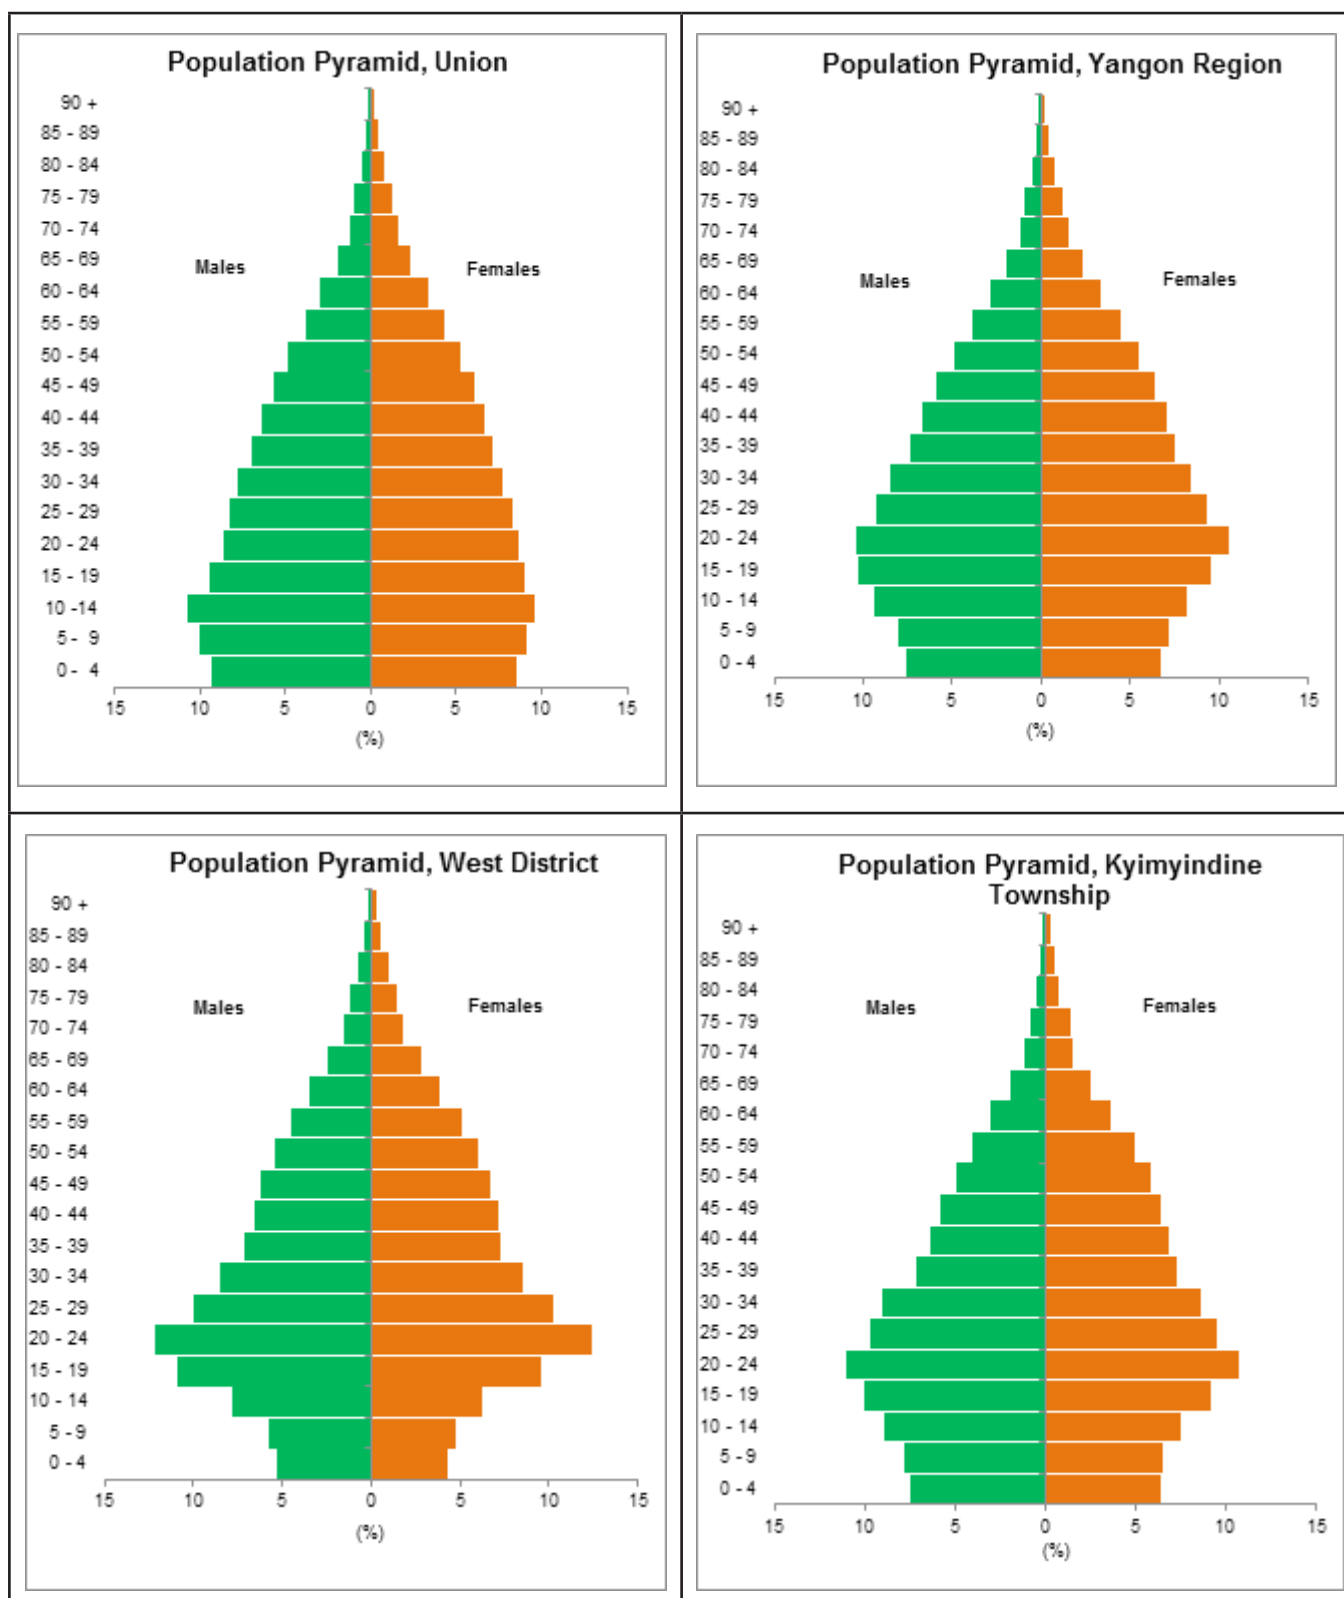 Population Pyramid, Union
90 +
85 - 89
80 - 84
75 - 79
70 - 74
65 - 69
Males
Females
60 - 64
55 - 59
50 - 54
45 - 49
40 - 44
35 - 39
30 - 34
25 - 29
20 - 24
15 - 19
10 -14
5 - 9
0 - 4
15 10 5 0 5 10 15
(%)
Population Pyramid, Yangon Region
90 +
85 - 89
80 - 84
75 - 79
70 - 74
65 - 69
Males
Females
60 - 64
55 - 59
50 - 54
45 - 49
40 - 44
35 - 39
30 - 34
25 - 29
20 - 24
15 - 19
10 - 14
5 - 9
0 - 4
15 10 5 0 5 10 15
(%)
Population Pyramid, West District
90 +
85 - 89
80 - 84
75 - 79
Males
Females
70 - 74
65 - 69
60 - 64
55 - 59
50 - 54
45 - 49
40 - 44
35 - 39
30 - 34
25 - 29
20 - 24
15 - 19
10 - 14
5 - 9
0 - 4
15 10 5 0 5 10 15
(%)
Population Pyramid, Kyimyindine
Township
90 +
85 - 89
80 - 84
Males
Females
75 - 79
70 - 74
65 - 69
60 - 64
55 - 59
50 - 54
45 - 49
40 - 44
35 - 39
30 - 34
25 - 29
20 - 24
15 - 19
10 - 14
5 - 9
0 - 4
15 10 5 0 5 10 15
(%)